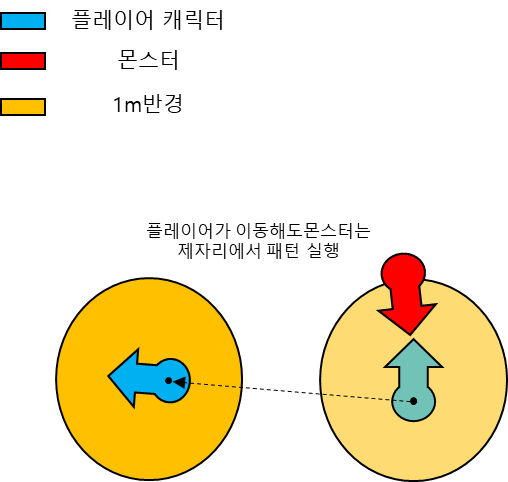 플레이어 캐릭터
몬스터
1m반경
플레이어가 이동해도몬스터는
제자리에서 패턴 실행